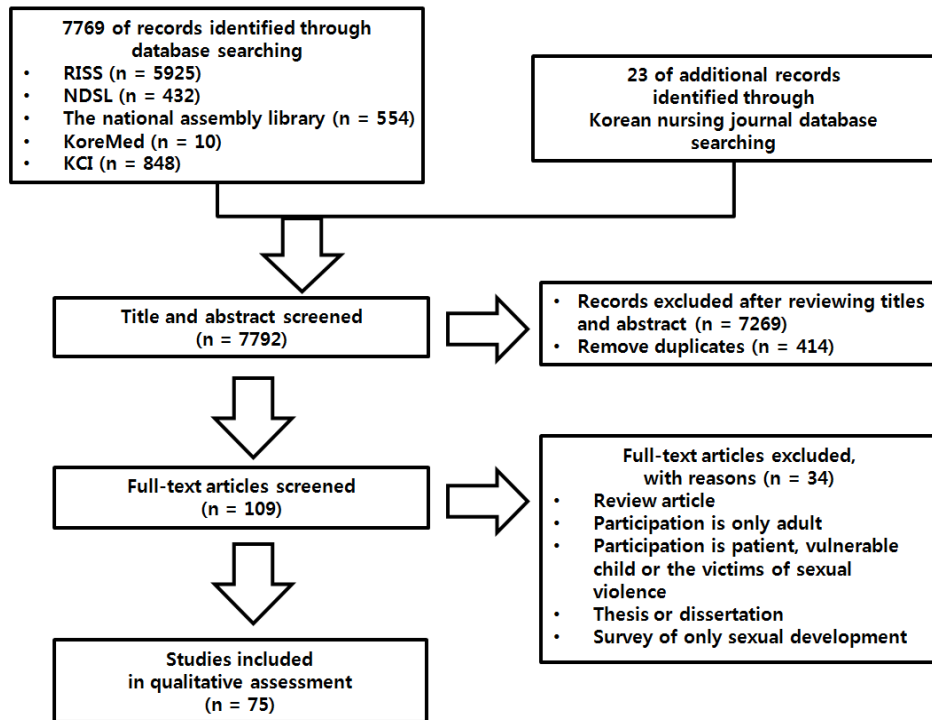 7769 of records identified through
database searching
• RISS (n = 5925)
• NDSL (n = 432)
• The national assembly library (n = 554)
• KoreMed (n = 10)
• KCI (n = 848)
23 of additional records
identified through
Korean nursing journal database
searching
Title and abstract screened
(n = 7792)
• Records excluded after reviewing titles
and abstract (n = 7269)
• Remove duplicates (n = 414)
Full-text articles screened
(n = 109)
Full-text articles excluded,
with reasons (n = 34)
• Review article
• Participation is only adult
• Participation is patient, vulnerable
child or the victims of sexual
violence
• Thesis or dissertation
• Survey of only sexual development
Studies included
in qualitative assessment
(n = 75)